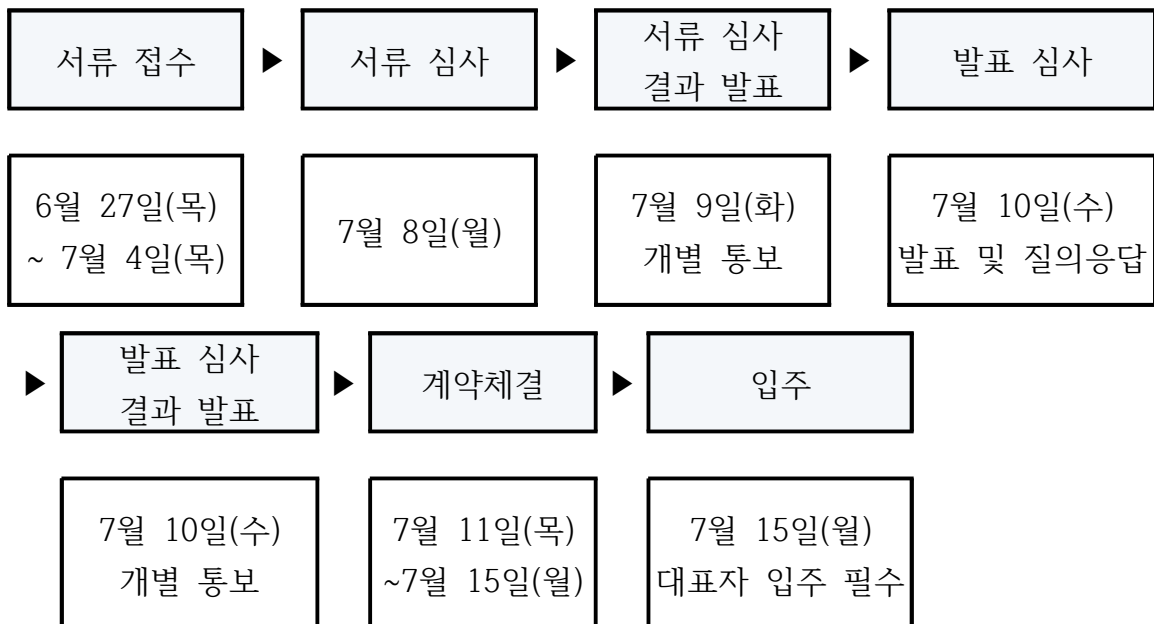 서류 접수 ▶ 서류 심사 ▶ 서류 심사
결과 발표 ▶ 발표 심사
6월 27일(목)
~ 7월 4일(목)
7월 8일(월)
7월 9일(화)
개별 통보
7월 10일(수)
발표 및 질의응답
▶ 발표 심사
결과 발표 ▶ 계약체결 ▶ 입주
7월 10일(수)
개별 통보
7월 11일(목)
~7월 15일(월)
7월 15일(월)
대표자 입주 필수